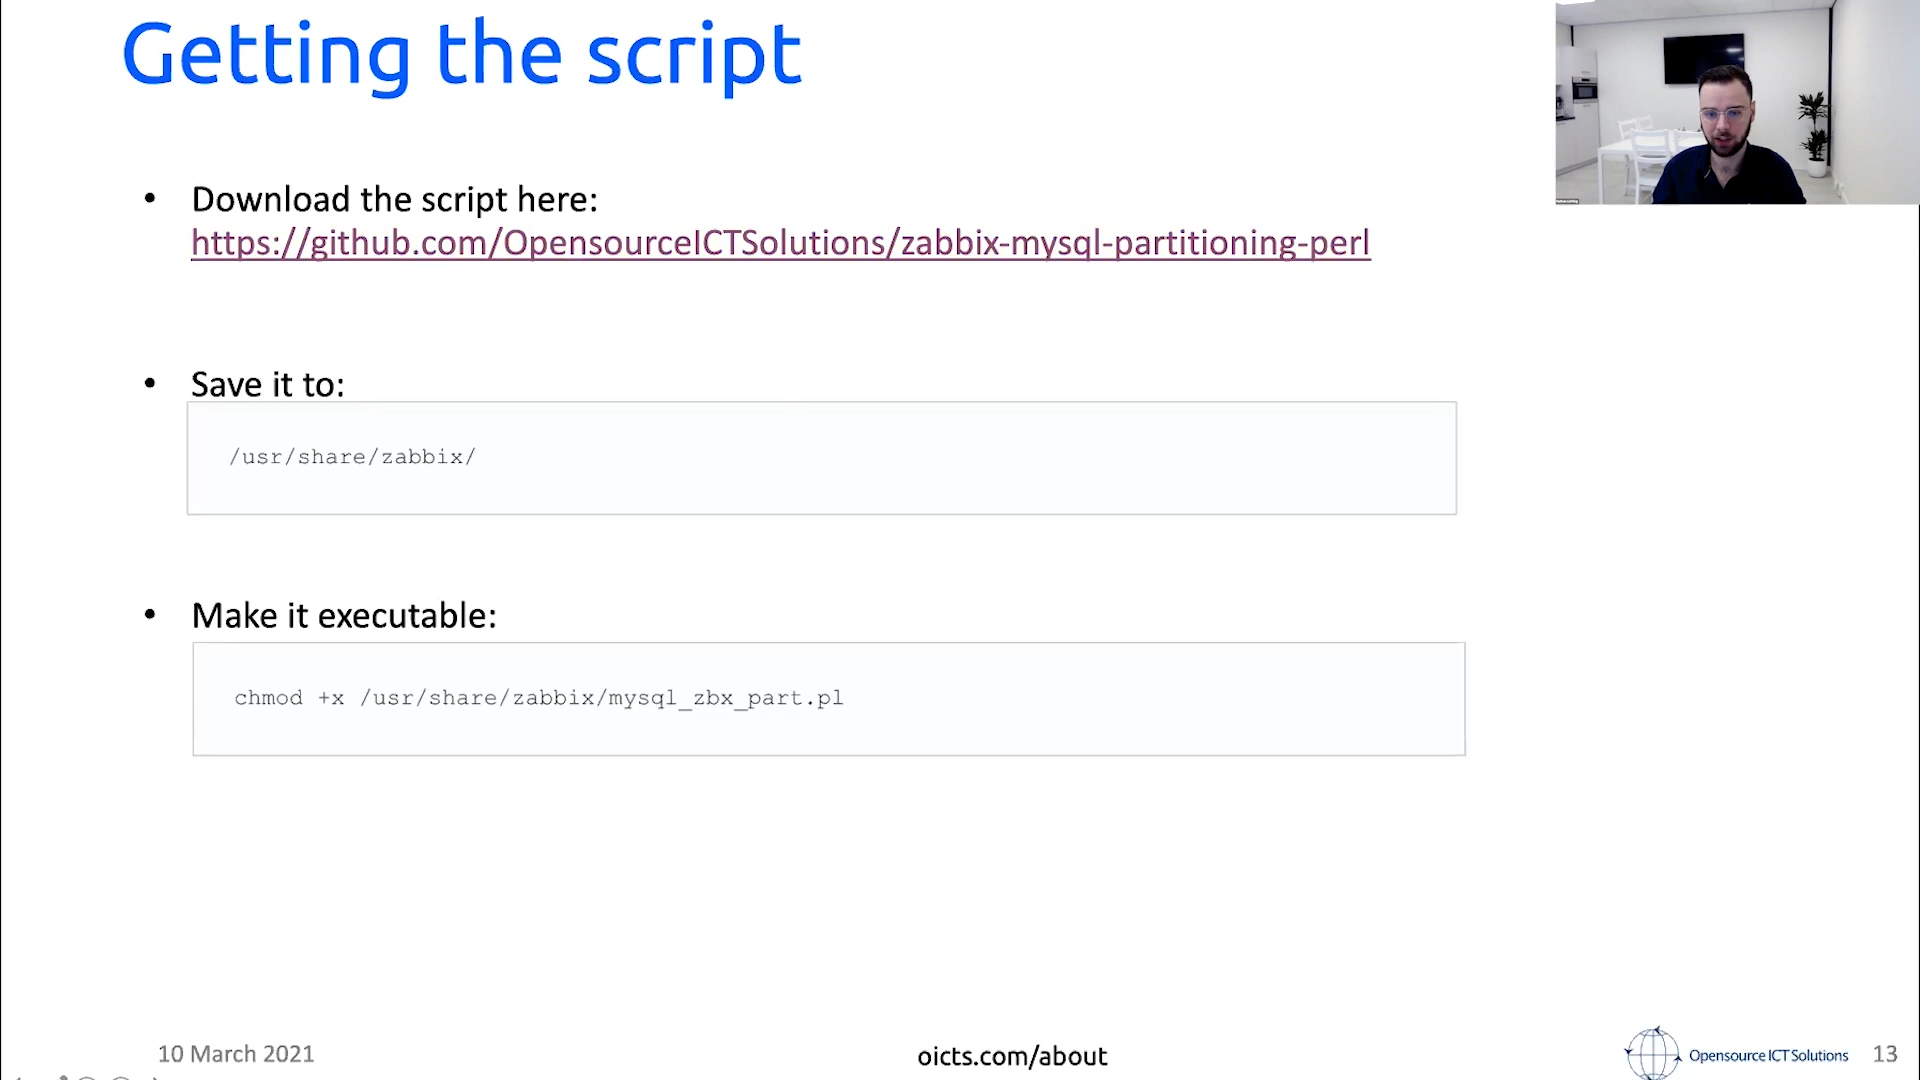 Getting the script
• Download the script here:
https://github.com/OpensourceICTSolutions/zabbix-mysql-partitioning-perl
• Save it to:
/usr/share/zabbix/
• Make it executable:
chmod +x /usr/share/zabbix/mysql_zbx_part.pl
10 March 2021
oicts.com/about
Opensource ICT Solutions
13